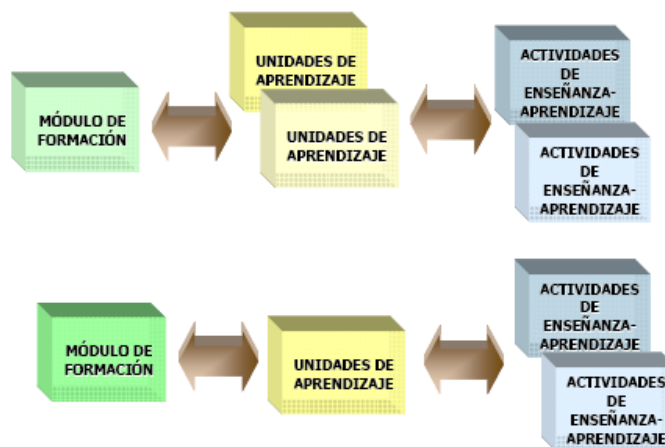 MÓDULO DE
FORMACIÓN
UNIDADES DE
APRENDIZAJE
UNIDADES DE
APRENDIZAJE
ACTIVIDADES
DE
ENSEÑANZA-
APRENDIZAJE
ACTIVIDADES
DE
ENSEÑANZA-
APRENDIZAJE
MÓDULO DE
FORMACIÓN
UNIDADES DE
APRENDIZAJE
ACTIVIDADES
DE
ENSEÑANZA-
APRENDIZAJE
ACTIVIDADES
DE
ENSEÑANZA-
APRENDIZAJE